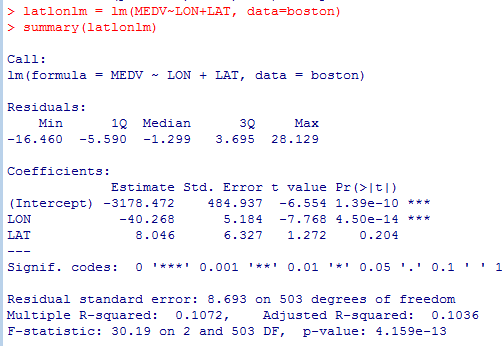 > latlonlm = lm(MEDV~LON+LAT, data=boston)
> summary(latlonlm)
Call:
lm(formula = MEDV ~ LON + LAT, data = boston)
Residuals:
    Min      1Q  Median      3Q     Max
-16.460  -5.590  -1.299   3.695  28.129
Coefficients:
              Estimate Std. Error t value Pr(>|t|)
(Intercept) -3178.472    484.937  -6.554 1.39e-10 ***
LON           -40.268      5.184  -7.768 4.50e-14 ***
LAT             8.046      6.327   1.272    0.204
---
Signif. codes:  0 '***' 0.001 '**' 0.01 '*' 0.05 '.' 0.1 ' ' 1
Residual standard error: 8.693 on 503 degrees of freedom
Multiple R-squared:  0.1072,    Adjusted R-squared:  0.1036
F-statistic: 30.19 on 2 and 503 DF,  p-value: 4.159e-13